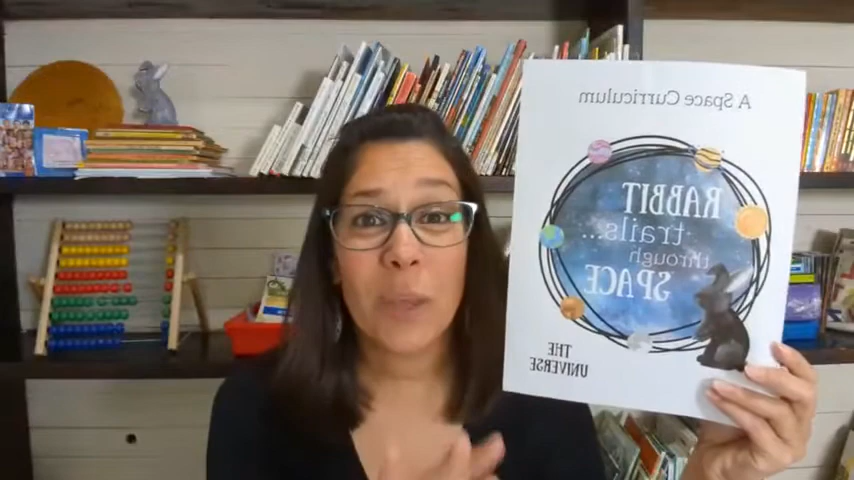 A Space Curriculum
RABBIT
trails...
through
SPACE
THE
UNIVERSE